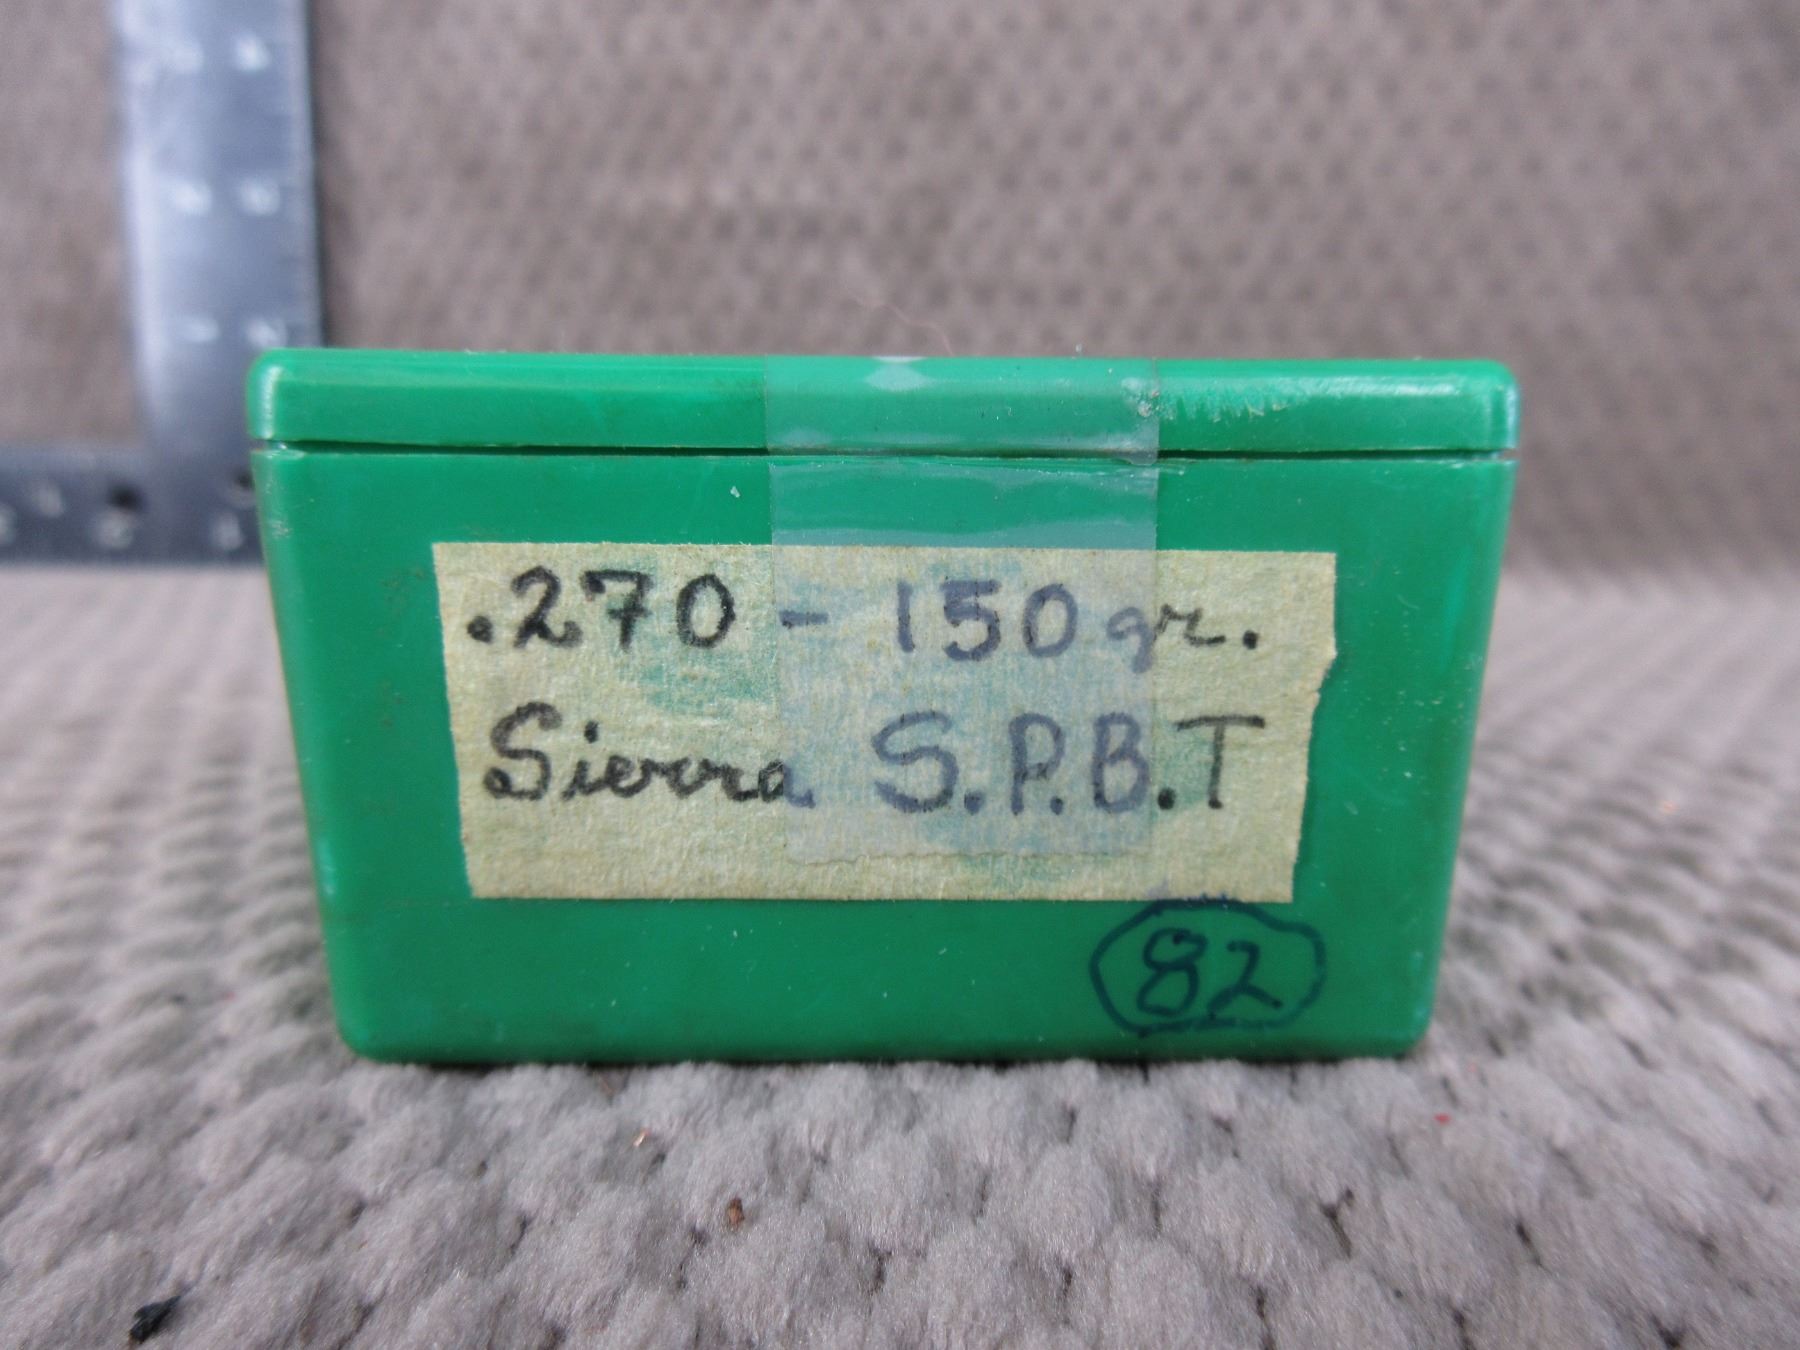 .270 - 150 gr.
Sierra S.P.B.T
82